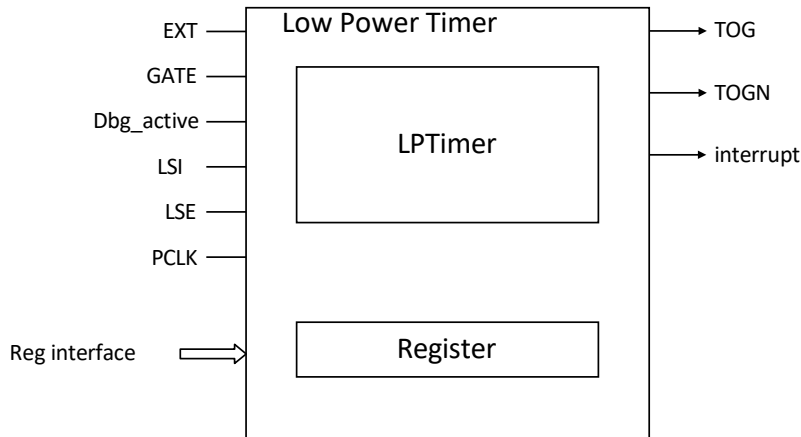 Low Power Timer
EXT
GATE
Dbg_active
LSI
LSE
PCLK
Reg interface
LPTimer
Register
TOG
TOGN
interrupt